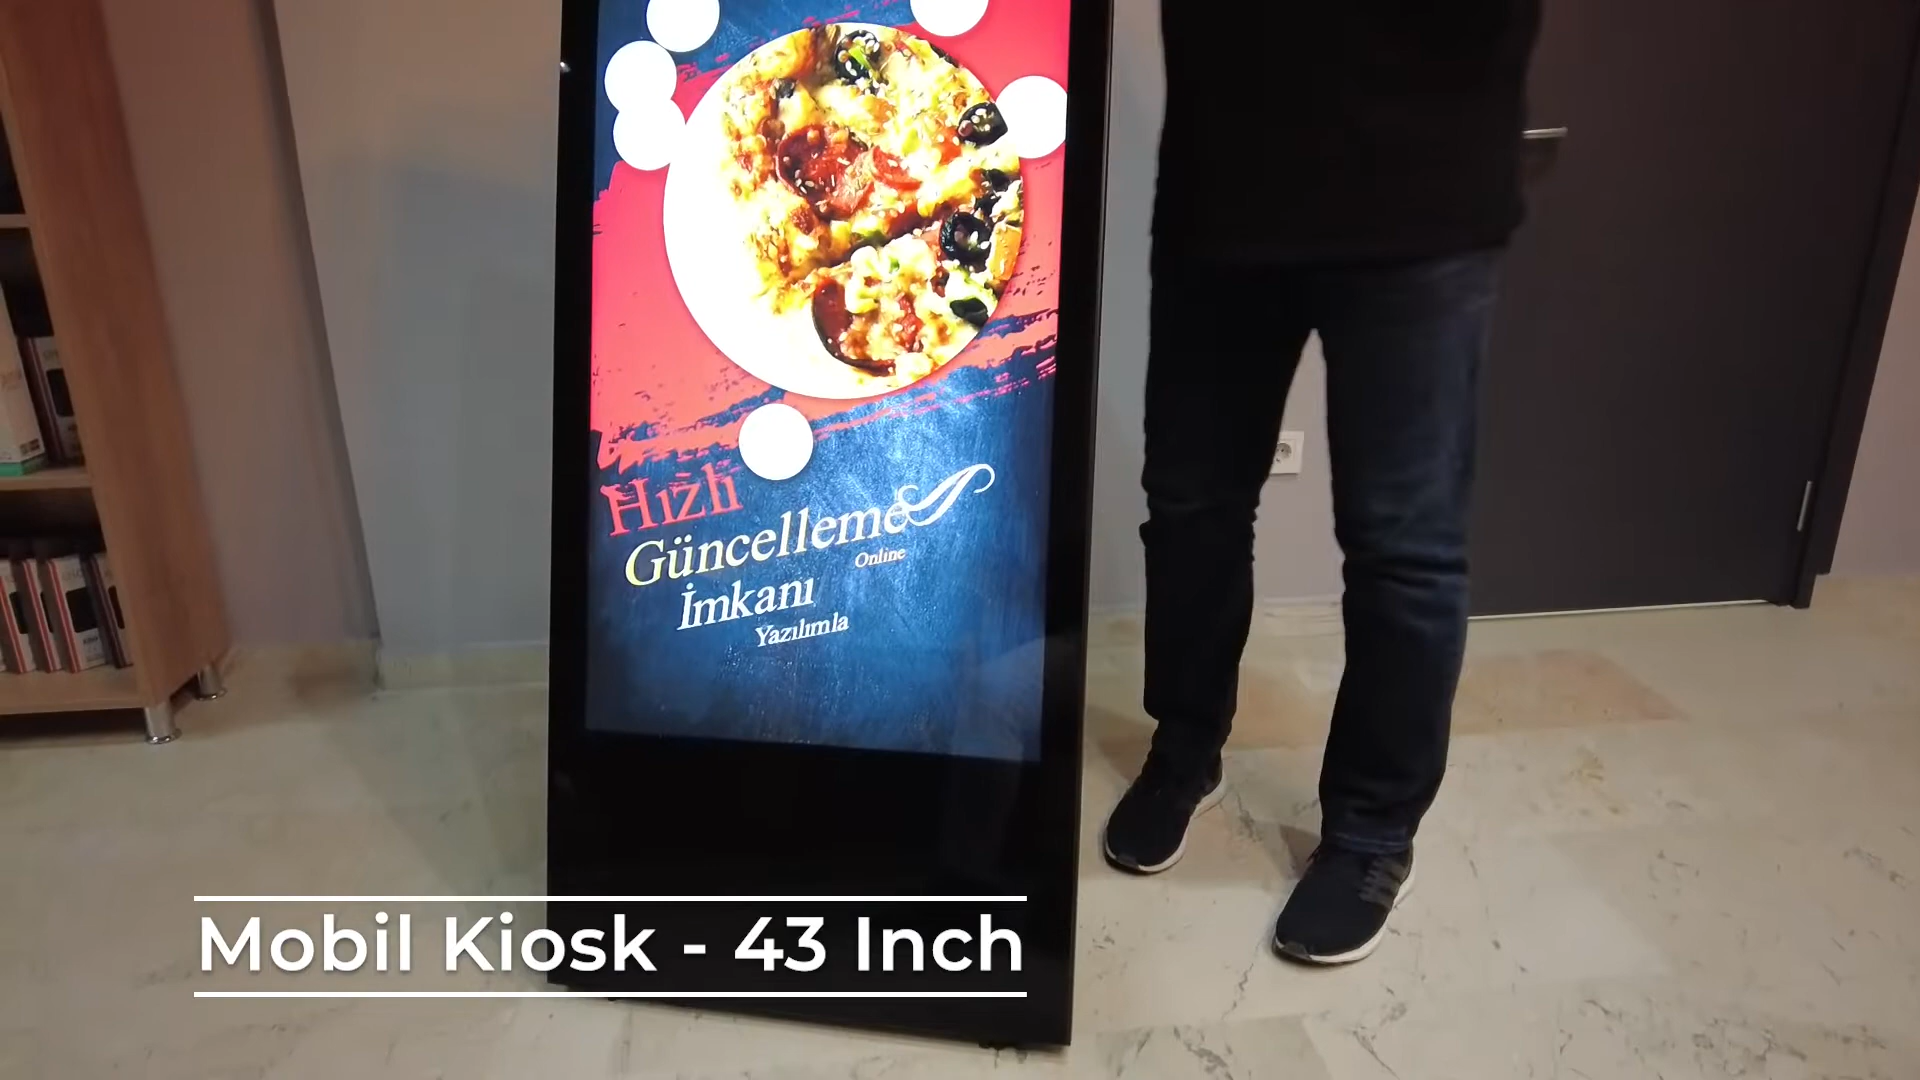 Hızlı
Güncelleme
Online
İmkanı
Yazılımla
Mobil Kiosk - 43 Inch